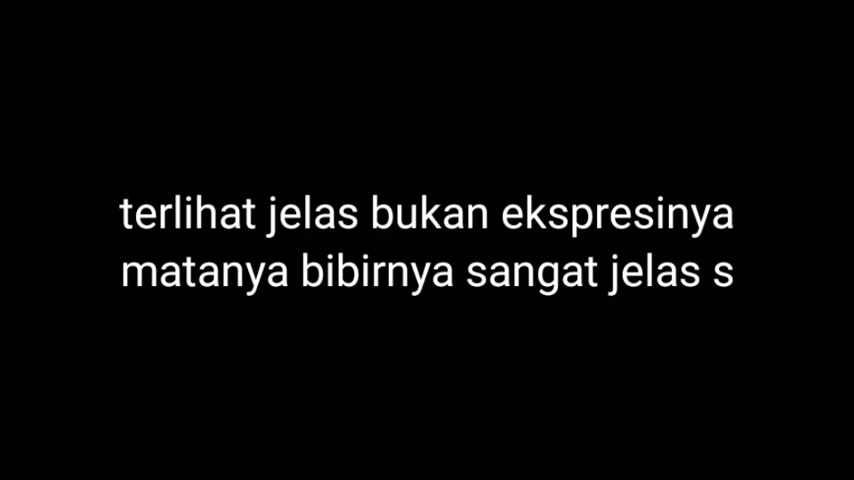 terlihat jelas bukan ekspresinya
matanya bibirnya sangat jelas s